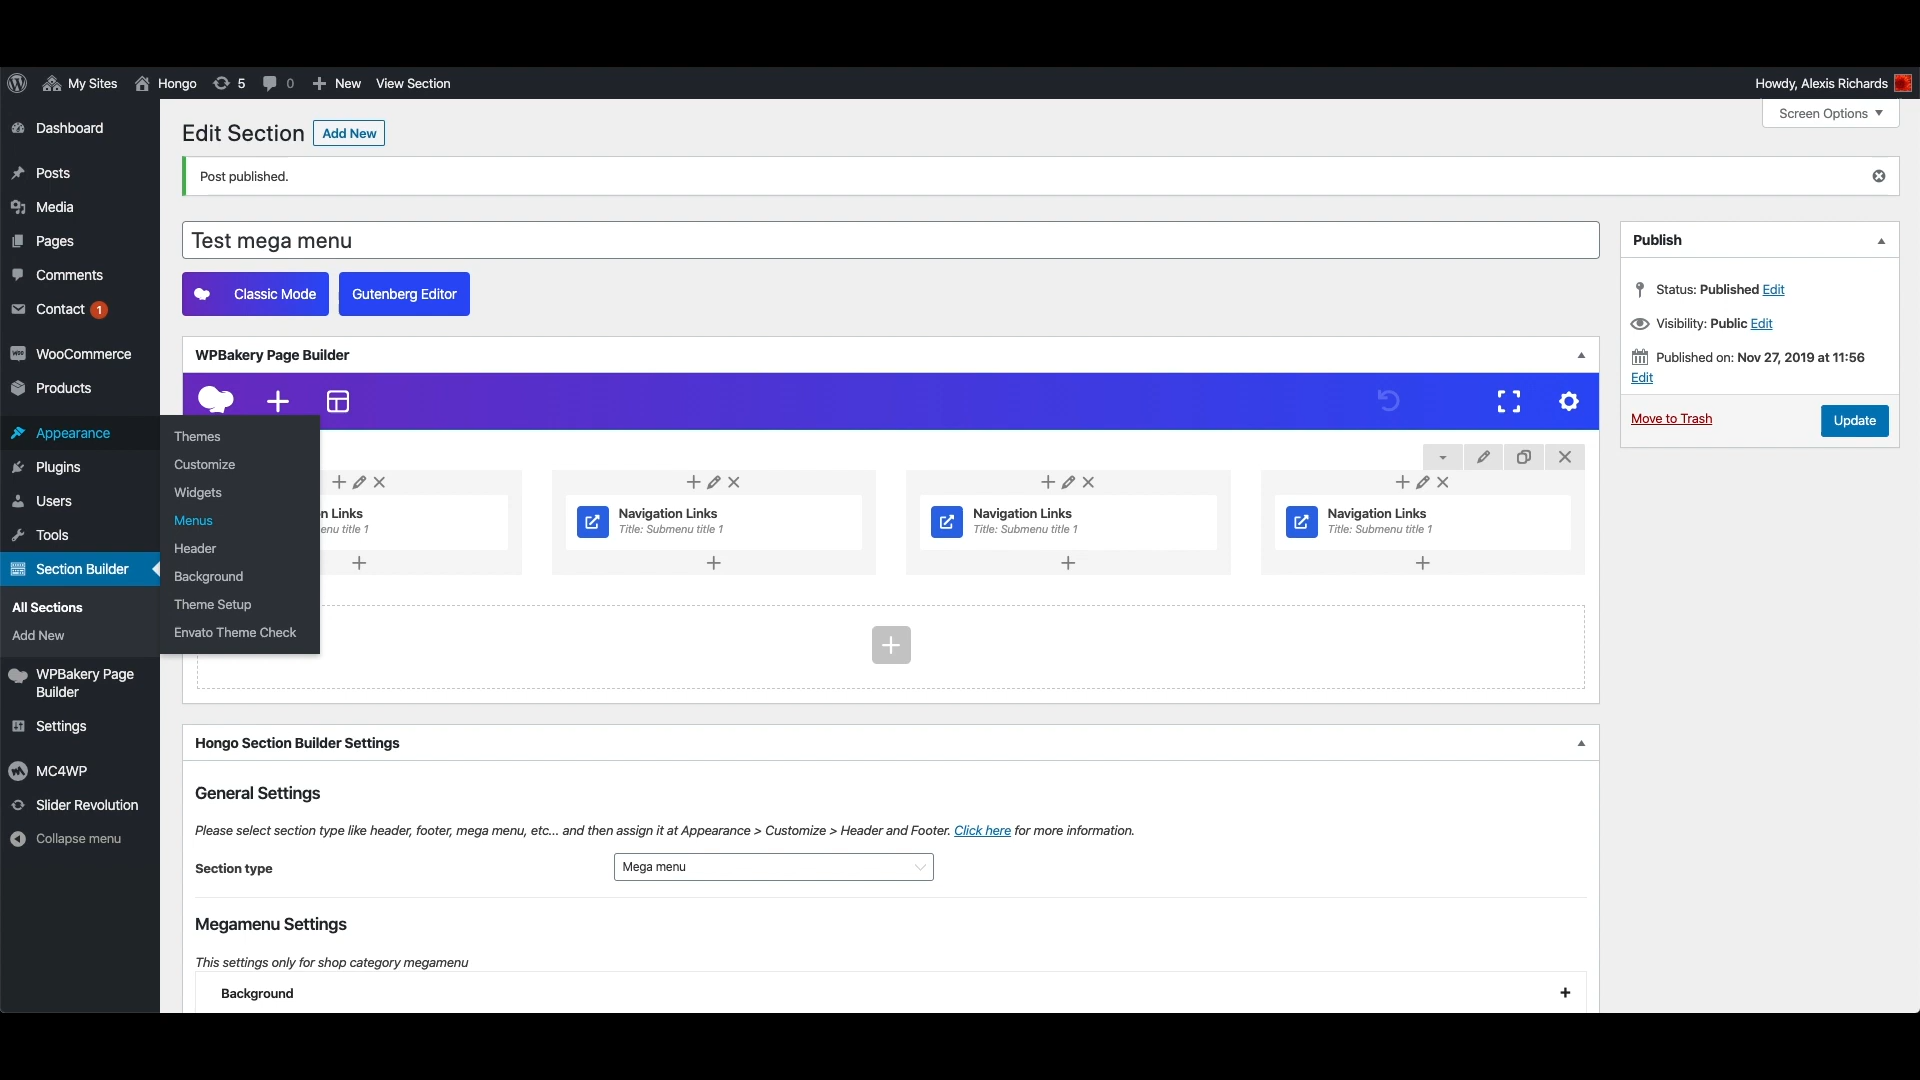 My Sites Hongo 5 0 New View Section Howdy, Alexis Richards
Screen Options
Dashboard
Posts
Media
Pages
Comments
Contact 1
WooCommerce
Products
Appearance
Plugins
Users
Tools
Section Builder
All Sections
Add New
WPBakery Page
Builder
Settings
MC4WP
Slider Revolution
Collapse menu
Themes
Customize
Widgets
Menus
Header
Background
Theme Setup
Envato Theme Check
Edit Section Add New
Post published.
Test mega menu
Classic Mode Gutenberg Editor
WPBakery Page Builder
n Links
enu title 1
Navigation Links
Title: Submenu title 1
Navigation Links
Title: Submenu title 1
Navigation Links
Title: Submenu title 1
Hongo Section Builder Settings
General Settings
Please select section type like header, footer, mega menu, etc... and then assign it at Appearance > Customize > Header and Footer. Click here for more information.
Section type Mega menu
Megamenu Settings
This settings only for shop category megamenu
Background
Publish
Status: Published Edit
Visibility: Public Edit
Published on: Nov 27, 2019 at 11:56
Edit
Move to Trash Update